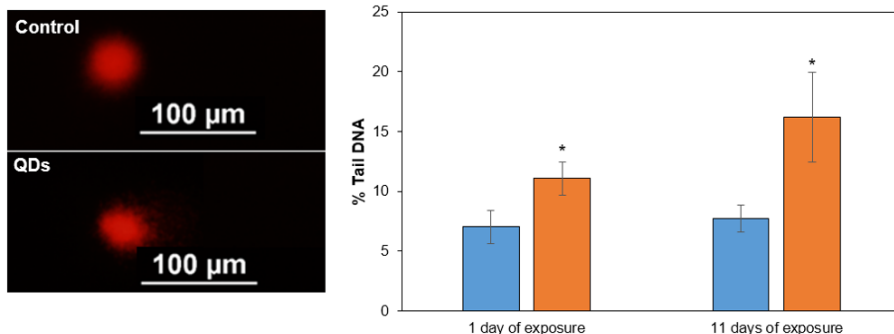 Control
100 µm
QDs
100 µm
25
20
15
10
5
0
% Tail DNA
*
*
1 day of exposure
11 days of exposure